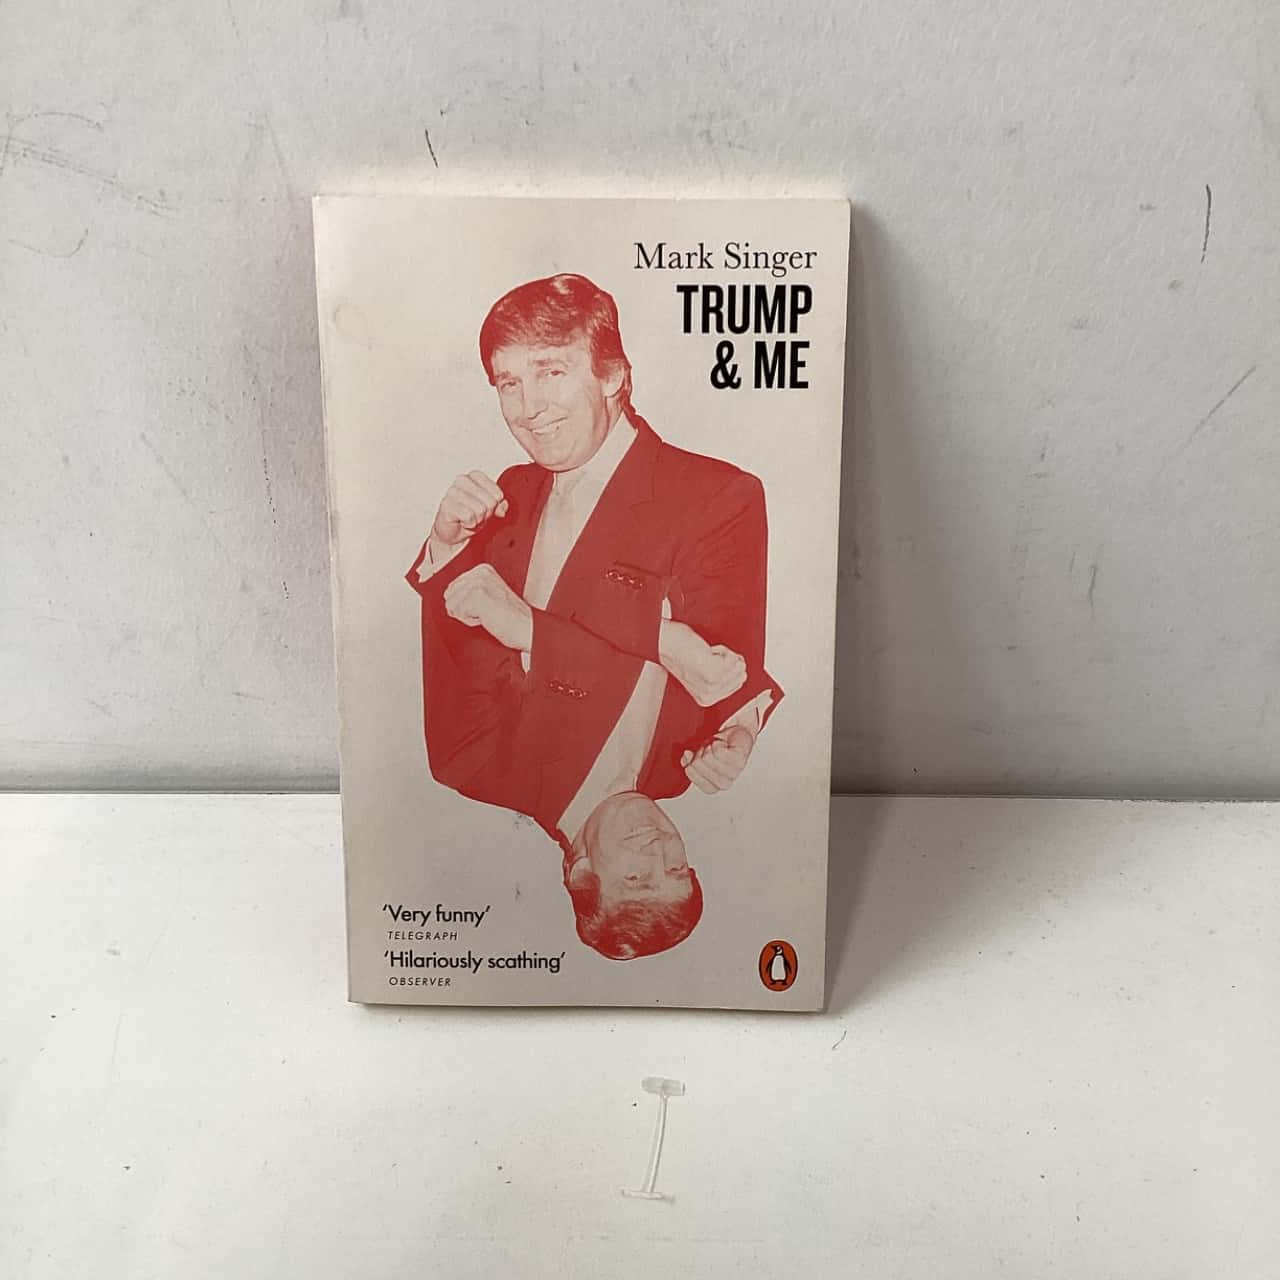 Mark Singer
TRUMP
& ME
‘Very funny’
TELEGRAPH
‘Hilariously scathing’
OBSERVER